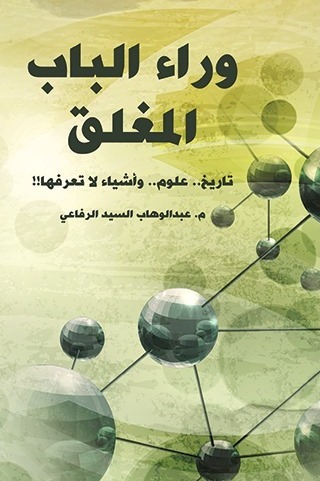 وراء الباب
المغلق
تاريخ.. علوم.. وأشياء لا تعرفها!!
م. عبدالوهاب السيد الرفاعي